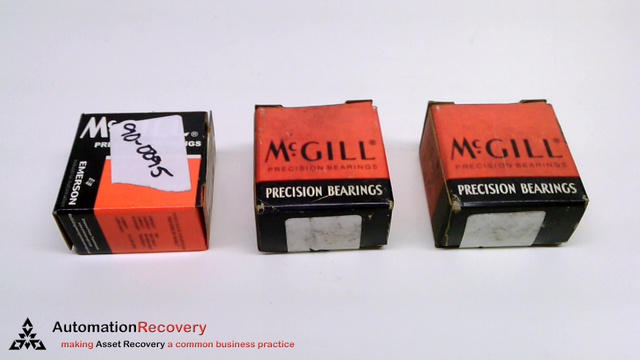 McGILL®
PRECISION BEARINGS
90-0095
EMERSON
McGILL®
PRECISION BEARINGS
PRECISION BEARINGS
McGILL®
PRECISION BEARINGS
PRECISION BEARINGS
AutomationRecovery
making Asset Recovery a common business practice